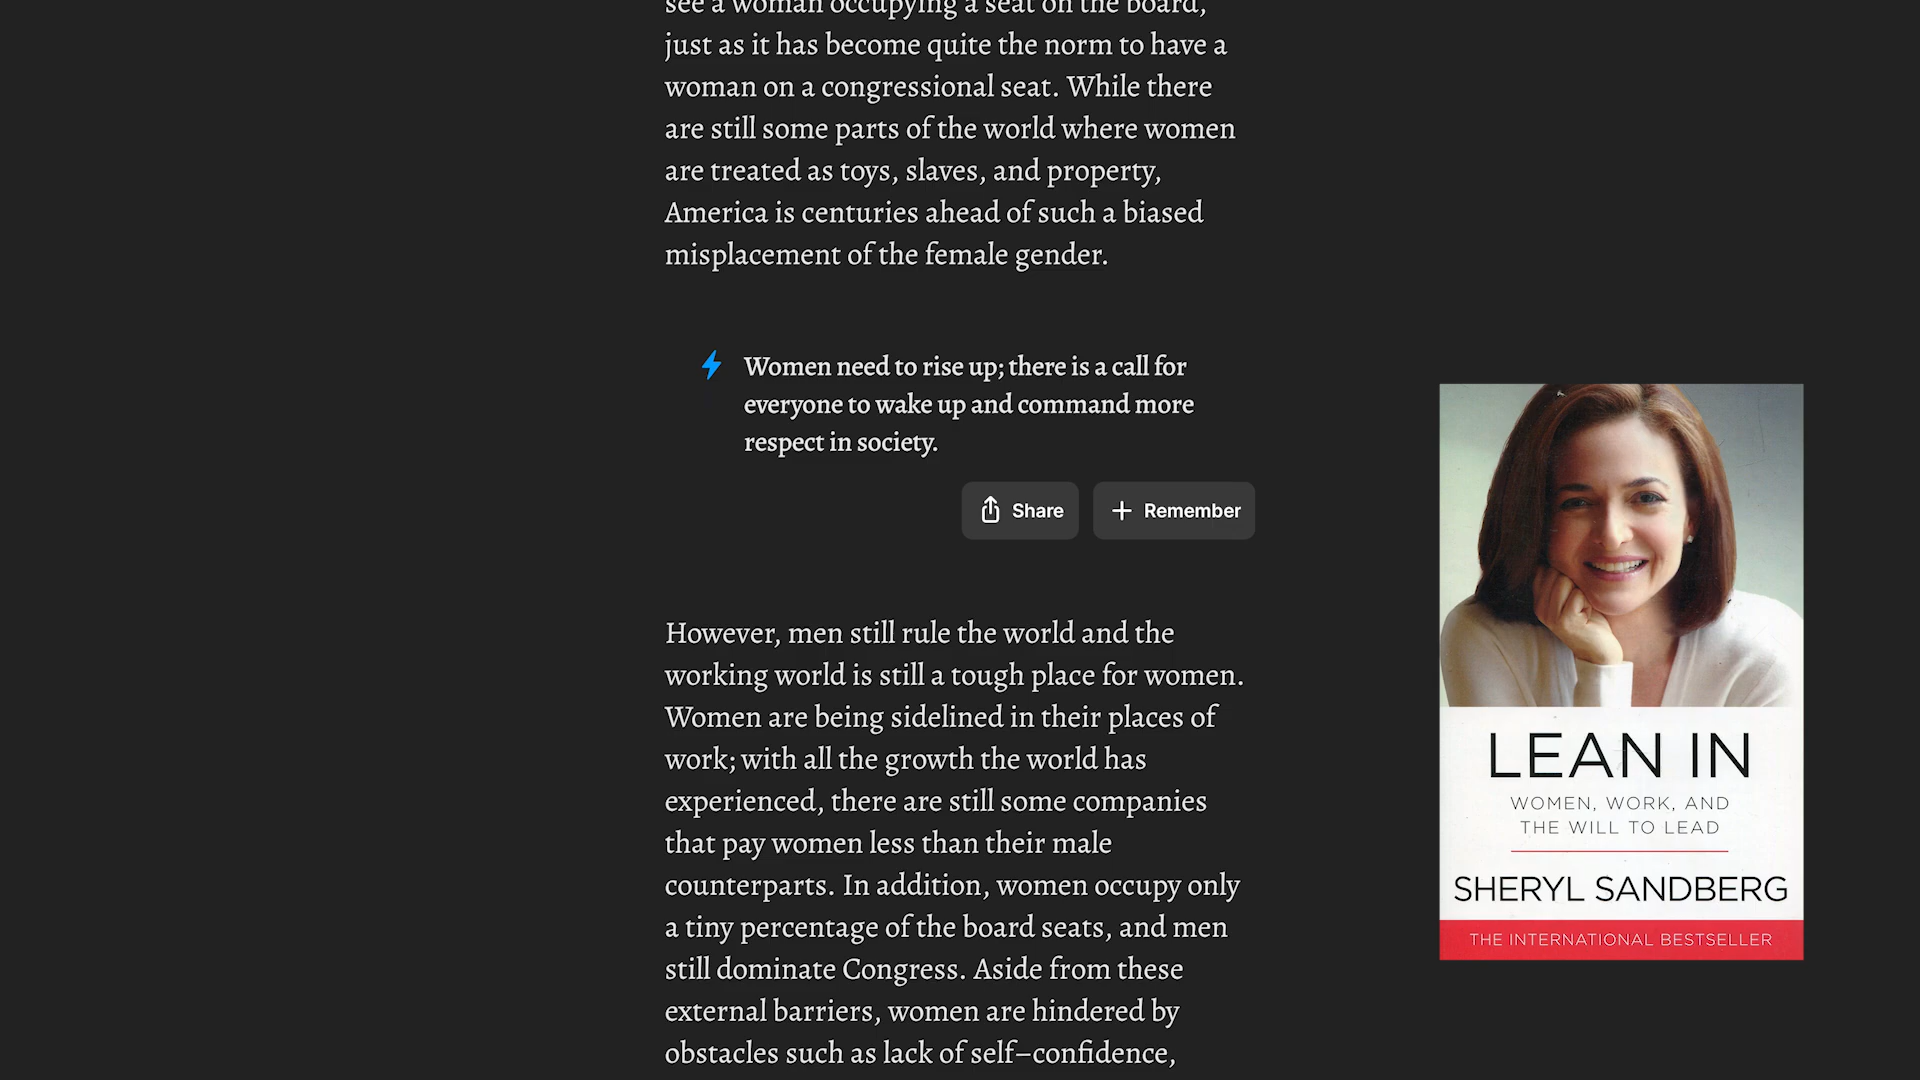 see a woman occupying a seat on the board,
just as it has become quite the norm to have a
woman on a congressional seat. While there
are still some parts of the world where women
are treated as toys, slaves, and property,
America is centuries ahead of such a biased
misplacement of the female gender.
Women need to rise up; there is a call for
everyone to wake up and command more
respect in society.
Share
Remember
However, men still rule the world and the
working world is still a tough place for women.
Women are being sidelined in their places of
work; with all the growth the world has
experienced, there are still some companies
that pay women less than their male
counterparts. In addition, women occupy only
a tiny percentage of the board seats, and men
still dominate Congress. Aside from these
external barriers, women are hindered by
obstacles such as lack of self–confidence,
LEAN IN
WOMEN, WORK, AND
THE WILL TO LEAD
SHERYL SANDBERG
THE INTERNATIONAL BESTSELLER